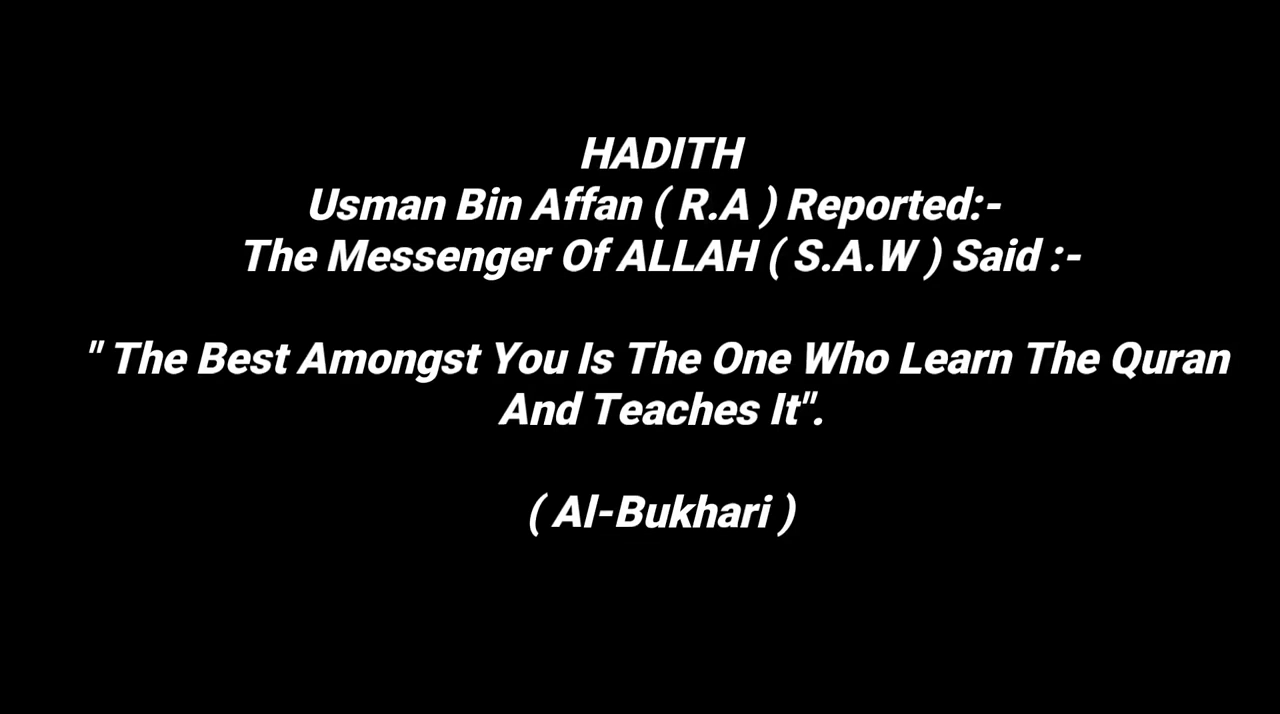 HADITH
Usman Bin Affan ( R.A ) Reported:-
The Messenger Of ALLAH ( S.A.W ) Said :-
" The Best Amongst You Is The One Who Learn The Quran
And Teaches It".
( Al-Bukhari )